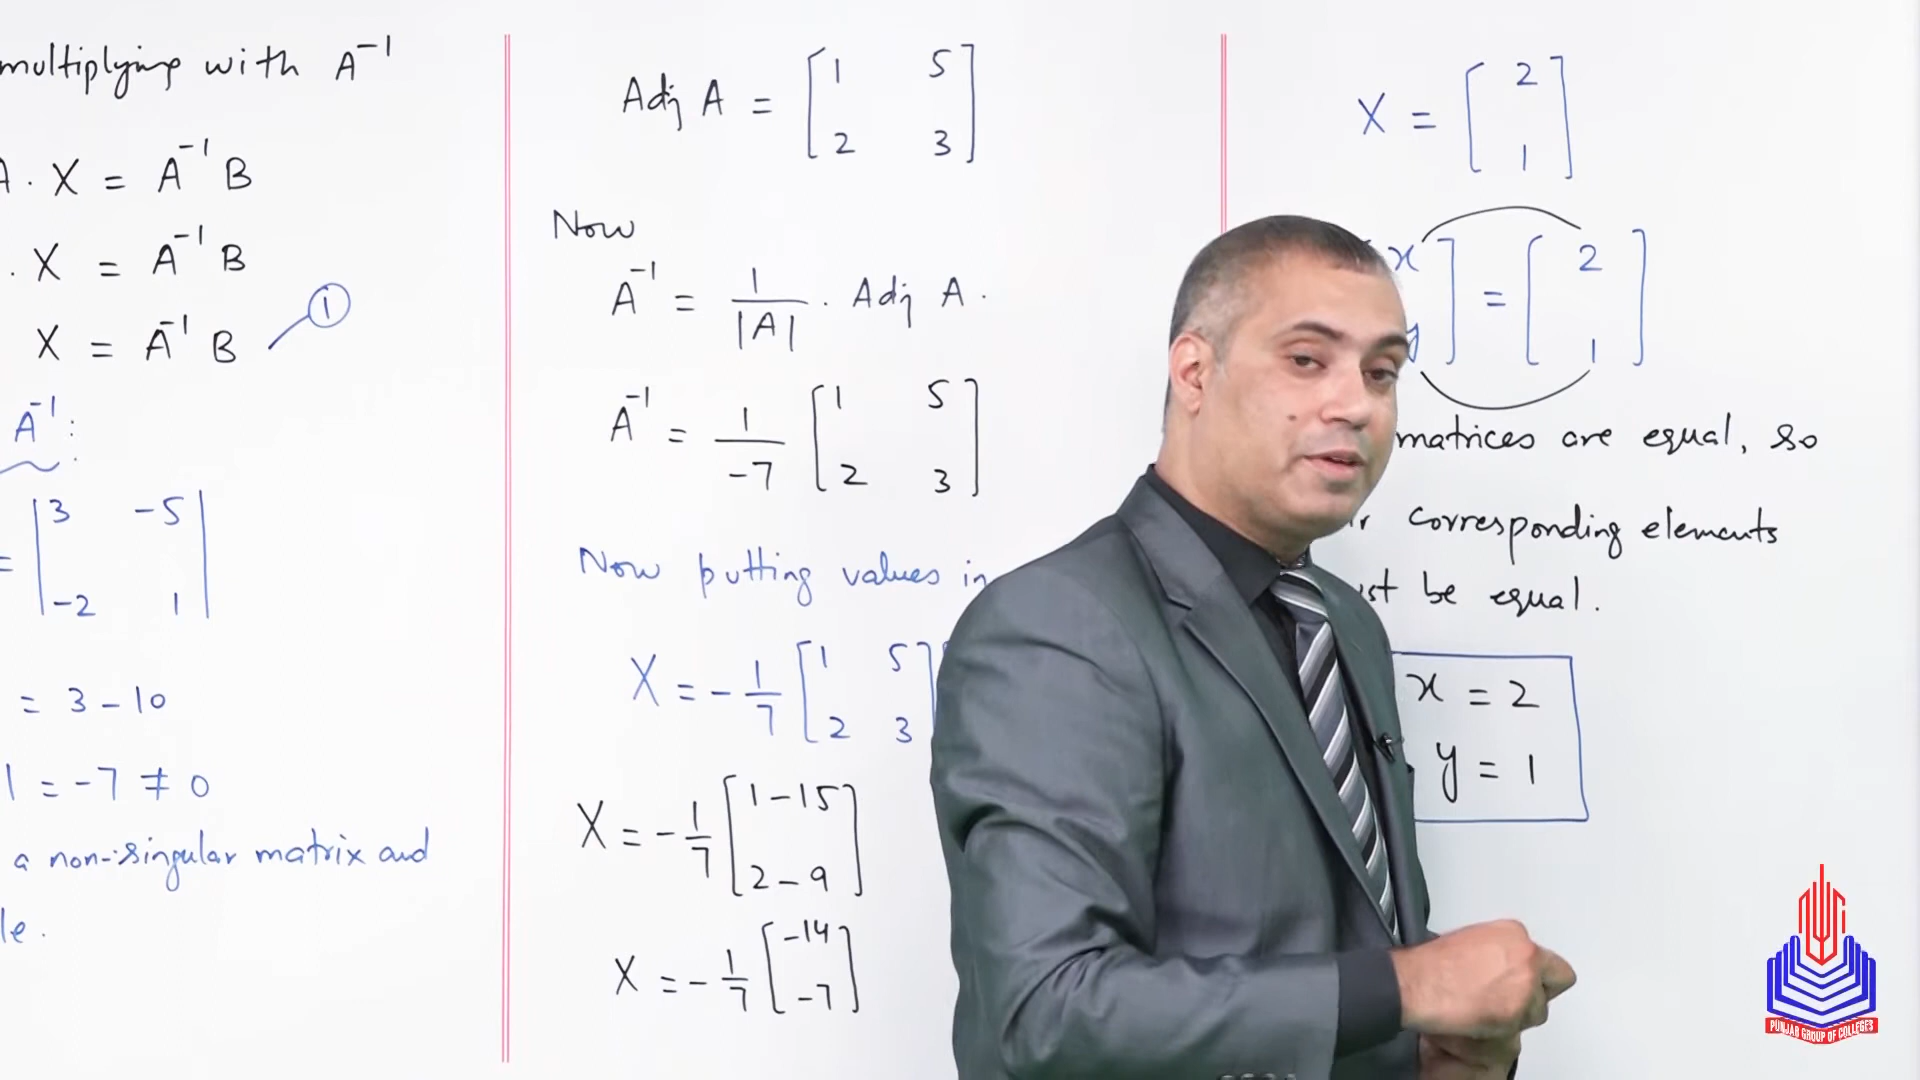 multiplying with A⁻¹
A . X = A⁻¹ B
. X = A⁻¹ B
X = A⁻¹ B ①
A⁻¹ :
= | 3 -5 |
| -2 1 |
= 3 - 10
| = -7 ≠ 0
a non-singular matrix and
le.
Adj A = [ 1 5
2 3 ]
Now
A⁻¹ = 1/|A| . Adj A .
A⁻¹ = 1/-7 [ 1 5
2 3 ]
Now putting values in
X = - 1/7 [ 1 5 ]
[ 2 3 ]
X = - 1/7 [ 1 - 15
2 - 9 ]
X = - 1/7 [ -14
-7 ]
X = [ 2
1 ]
x ] = [ 2
y ] [ 1 ]
matrices are equal, so
r corresponding elements
st be equal.
x = 2
y = 1
PUNJAB GROUP OF COLLEGES